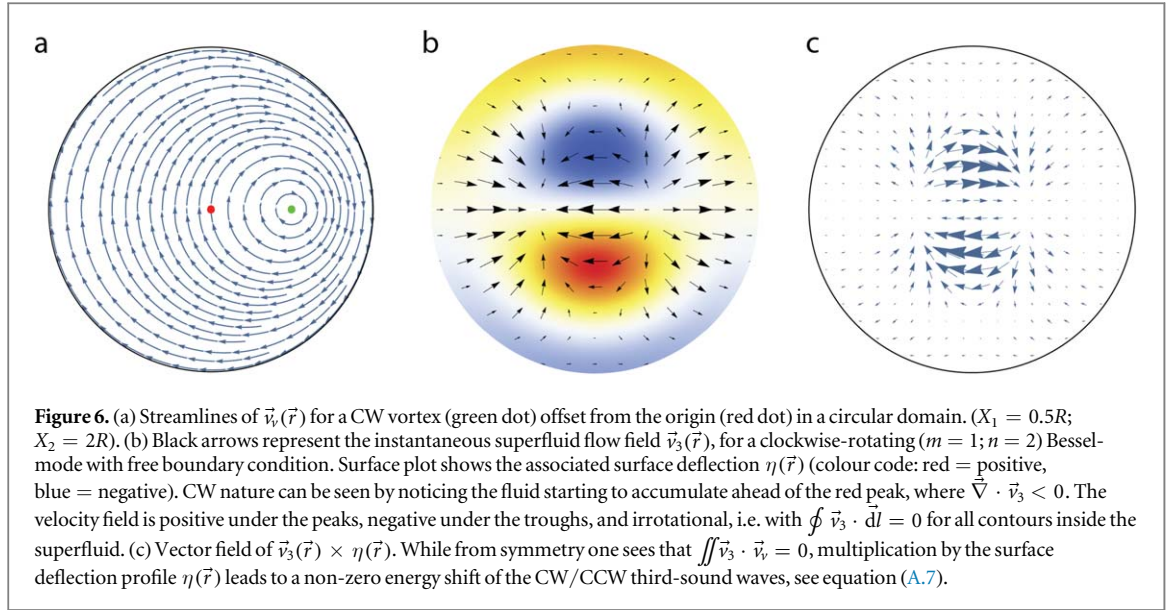 a
b
c
Figure 6. (a) Streamlines of v⃗ᵥ(r⃗) for a CW vortex (green dot) offset from the origin (red dot) in a circular domain. (X₁ = 0.5R;
X₂ = 2R). (b) Black arrows represent the instantaneous superfluid flow field v⃗₃(r⃗), for a clockwise-rotating (m = 1; n = 2) Bessel-
mode with free boundary condition. Surface plot shows the associated surface deflection η(r⃗) (colour code: red = positive,
blue = negative). CW nature can be seen by noticing the fluid starting to accumulate ahead of the red peak, where ∇⃗ · v⃗₃ < 0. The
velocity field is positive under the peaks, negative under the troughs, and irrotational, i.e. with ∮ v⃗₃ · d⃗l = 0 for all contours inside the
superfluid. (c) Vector field of v⃗₃(r⃗) × η(r⃗). While from symmetry one sees that ∬v⃗₃ · v⃗ᵥ = 0, multiplication by the surface
deflection profile η(r⃗) leads to a non-zero energy shift of the CW/CCW third-sound waves, see equation (A.7).